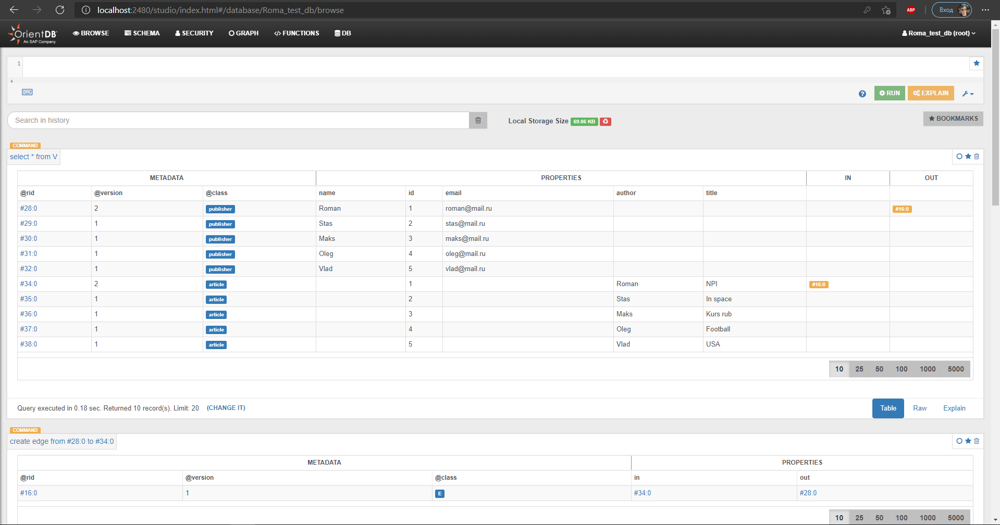 localhost:2480/studio/index.html#/database/Roma_test_db/browse
ABP
Вход
OrientDB
An SAP Company
BROWSE SCHEMA SECURITY GRAPH FUNCTIONS DB
Roma_test_db (root)
1
RUN EXPLAIN
Search in history
Local Storage Size 69.06 KB
BOOKMARKS
COMMAND
select * from V
METADATA PROPERTIES IN OUT
@rid @version @class name id email author title
#28:0 2 publisher Roman 1 roman@mail.ru #16:0
#29:0 1 publisher Stas 2 stas@mail.ru
#30:0 1 publisher Maks 3 maks@mail.ru
#31:0 1 publisher Oleg 4 oleg@mail.ru
#32:0 1 publisher Vlad 5 vlad@mail.ru
#34:0 2 article 1 Roman NPI #16:0
#35:0 1 article 2 Stas In space
#36:0 1 article 3 Maks Kurs rub
#37:0 1 article 4 Oleg Football
#38:0 1 article 5 Vlad USA
10 25 50 100 1000 5000
Query executed in 0.18 sec. Returned 10 record(s). Limit: 20 (CHANGE IT)
Table Raw Explain
COMMAND
create edge from #28:0 to #34:0
METADATA PROPERTIES
@rid @version @class in out
#16:0 1 E #34:0 #28:0
10 25 50 100 1000 5000